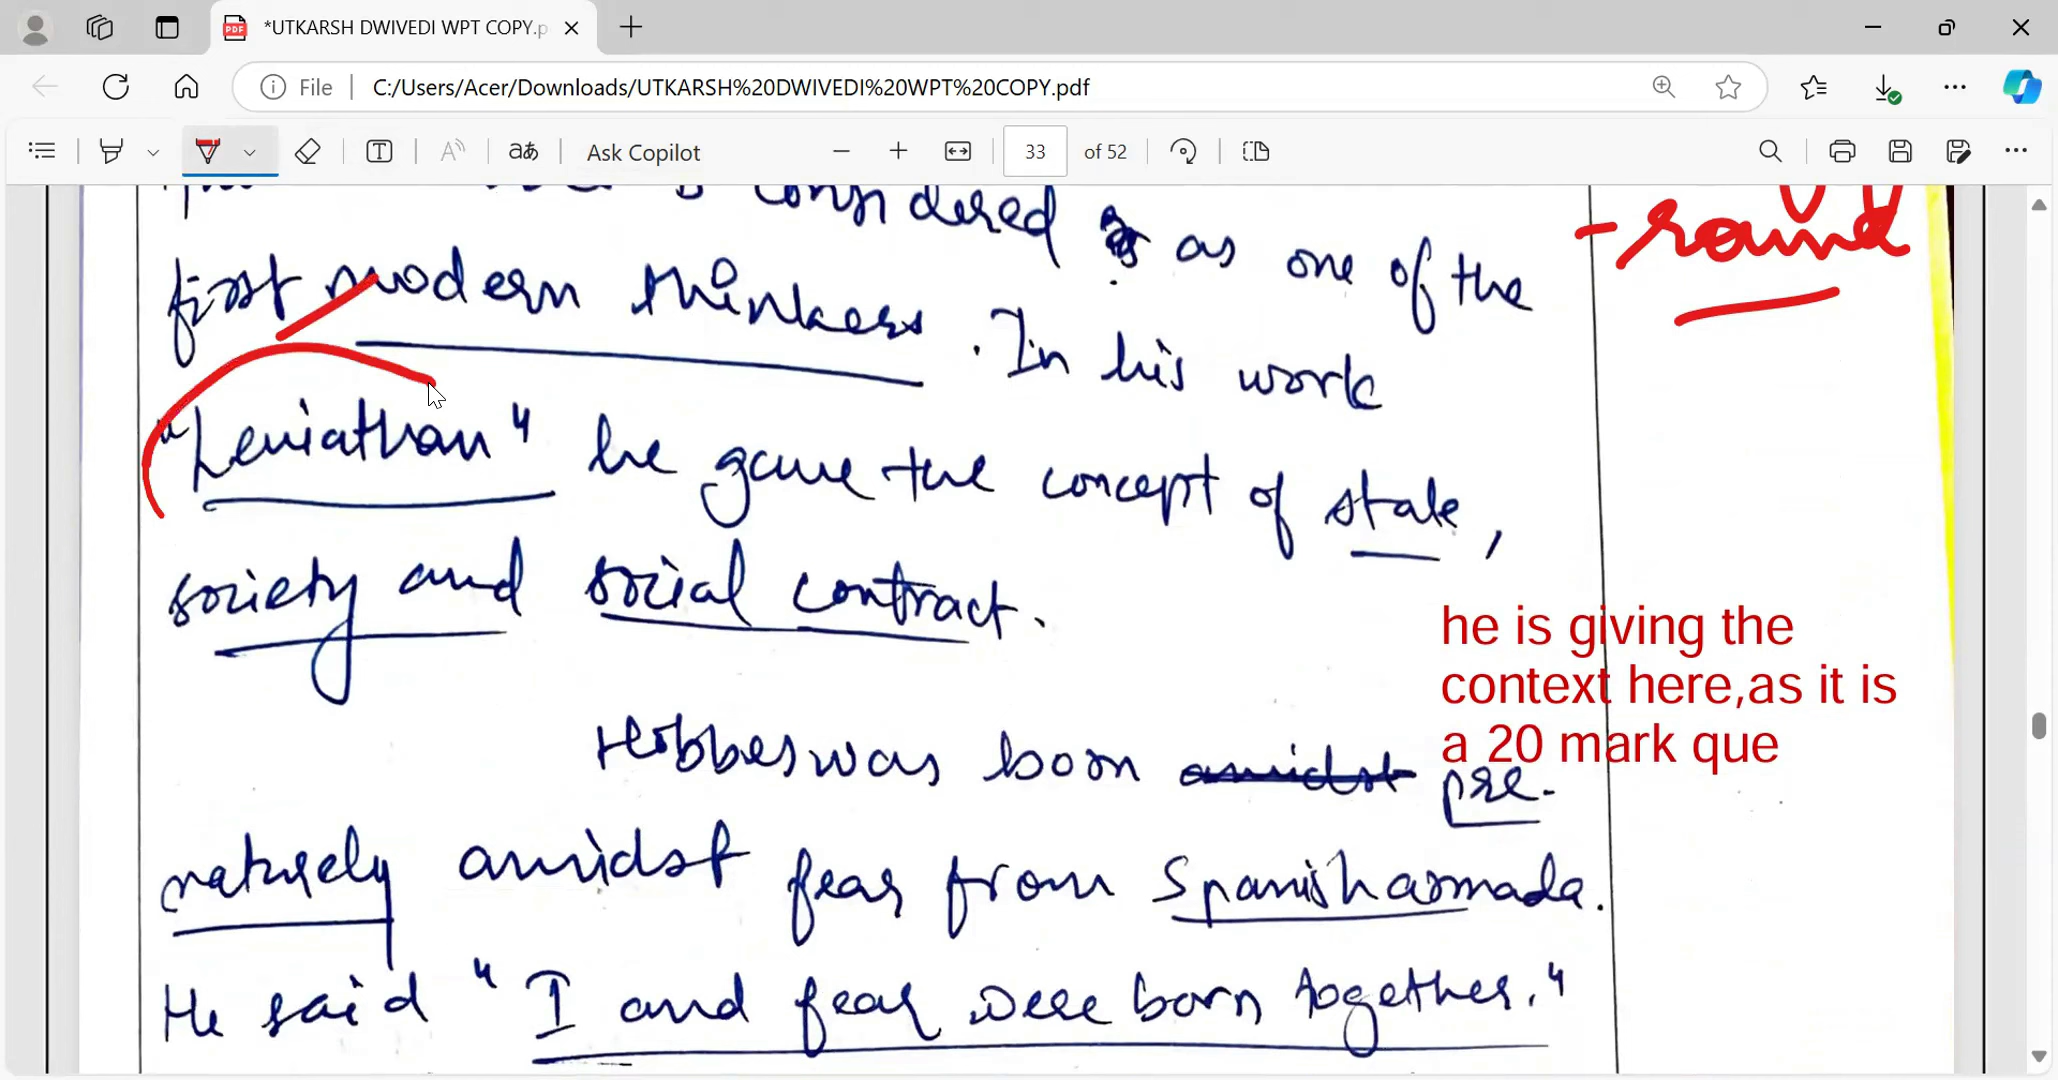 *UTKARSH DWIVEDI WPT COPY.p
File
C:/Users/Acer/Downloads/UTKARSH%20DWIVEDI%20WPT%20COPY.pdf
Ask Copilot
33 of 52
considered as one of the
first modern thinkers. In his work
"Leviathan" he gave the concept of state,
society and social contract.
Hobbes was born amidst pre-
maturely amidst fear from Spanish armada.
He said "I and fear were born together."
- round
he is giving the
context here,as it is
a 20 mark que